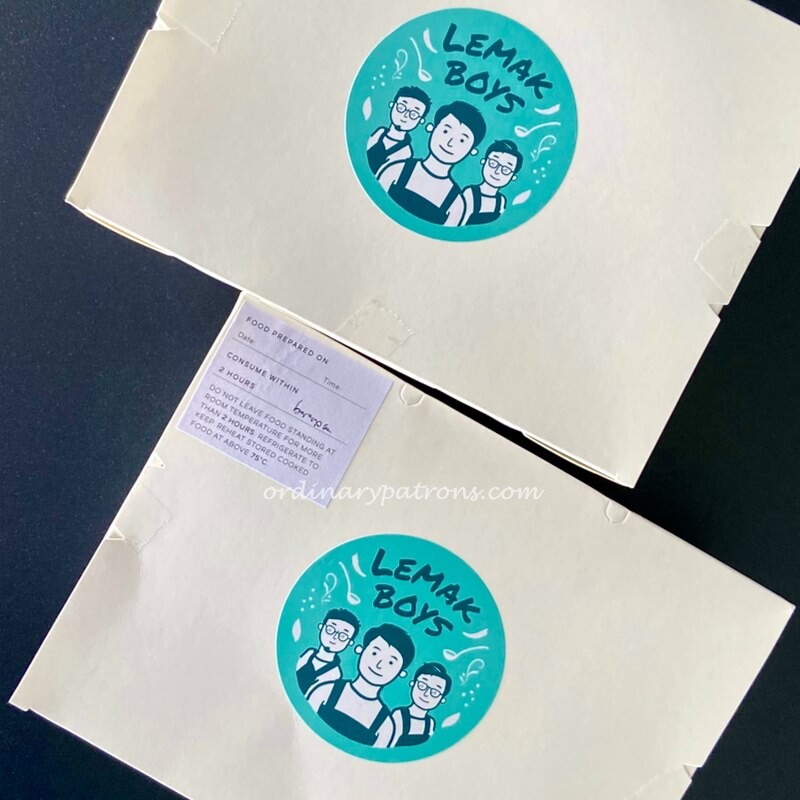 LEMAK
BOYS
FOOD PREPARED ON
Date: Time:
CONSUME WITHIN
2 HOURS
DO NOT LEAVE FOOD STANDING AT
ROOM TEMPERATURE FOR MORE
THAN 2 HOURS. REFRIGERATE TO
KEEP. REHEAT STORED COOKED
FOOD AT ABOVE 75°C
ordinarypatrons.com
LEMAK
BOYS